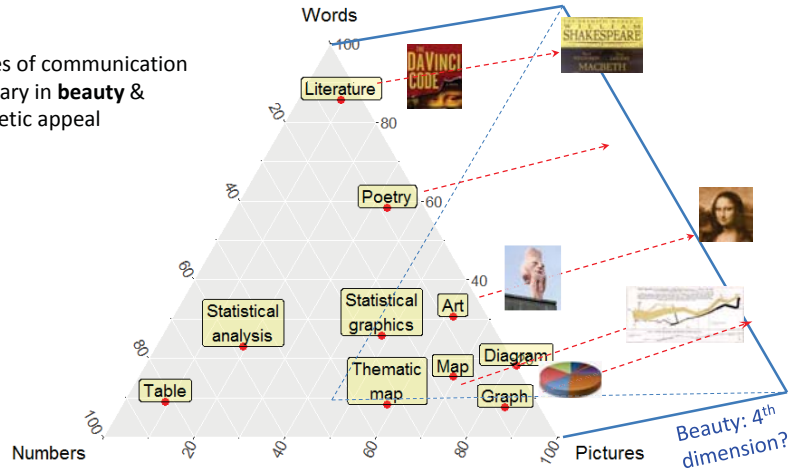 Words
es of communication
ary in beauty &
etic appeal
100
THE
DAVINCI
CODE
WILLIAM
SHAKESPEARE
MACBETH
Literature
20
80
Poetry
40
60
60
40
Statistical
analysis
Statistical
graphics
Art
80
Thematic
map
Map
Diagram
20
Table
Graph
100
20
40
60
80
100
Numbers
Pictures
Beauty: 4th
dimension?